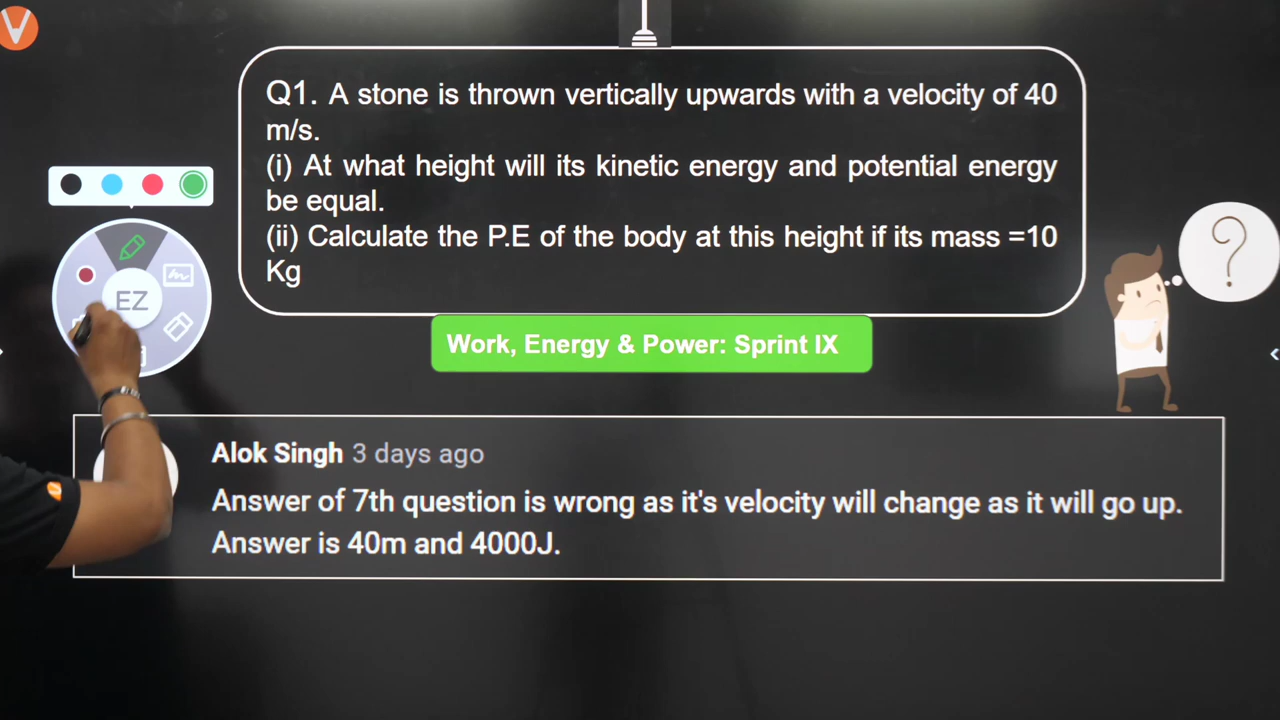 Q1. A stone is thrown vertically upwards with a velocity of 40
m/s.
(i) At what height will its kinetic energy and potential energy
be equal.
(ii) Calculate the P.E of the body at this height if its mass =10
Kg
?
EZ
Work, Energy & Power: Sprint IX
Alok Singh 3 days ago
Answer of 7th question is wrong as it's velocity will change as it will go up.
Answer is 40m and 4000J.